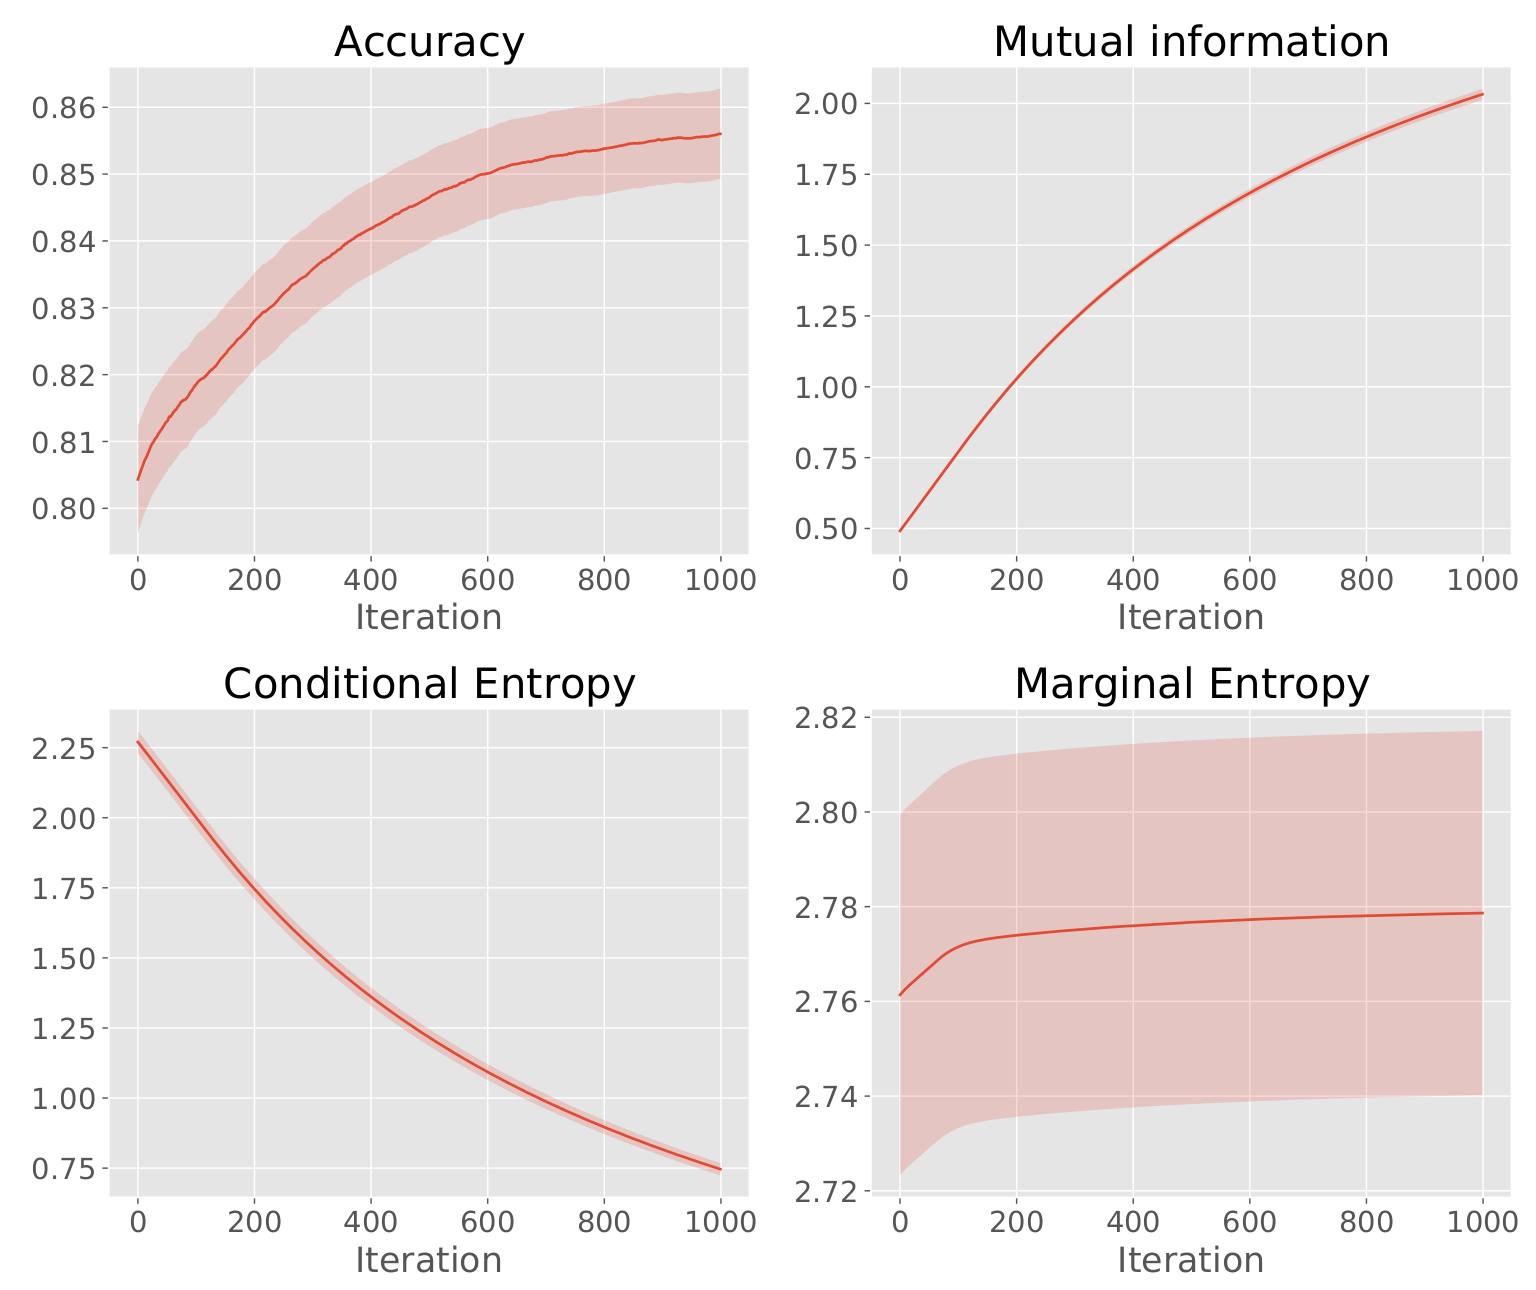 Accuracy
0.86
0.85
0.84
0.83
0.82
0.81
0.80
0 200 400 600 800 1000
Iteration
Mutual information
2.00
1.75
1.50
1.25
1.00
0.75
0.50
0 200 400 600 800 1000
Iteration
Conditional Entropy
2.25
2.00
1.75
1.50
1.25
1.00
0.75
0 200 400 600 800 1000
Iteration
Marginal Entropy
2.82
2.80
2.78
2.76
2.74
2.72
0 200 400 600 800 1000
Iteration